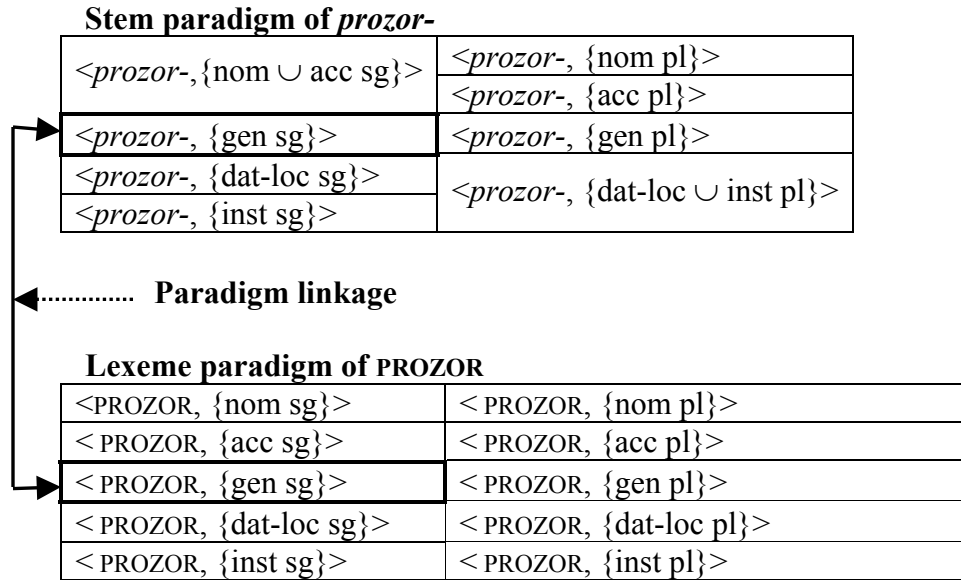 Stem paradigm of prozor-
<prozor-,{nom ∪ acc sg}> <prozor-, {nom pl}>
<prozor-, {acc pl}>
<prozor-, {gen sg}> <prozor-, {gen pl}>
<prozor-, {dat-loc sg}> <prozor-, {dat-loc ∪ inst pl}>
<prozor-, {inst sg}>
Paradigm linkage
Lexeme paradigm of PROZOR
<PROZOR, {nom sg}> < PROZOR, {nom pl}>
< PROZOR, {acc sg}> < PROZOR, {acc pl}>
< PROZOR, {gen sg}> < PROZOR, {gen pl}>
< PROZOR, {dat-loc sg}> < PROZOR, {dat-loc pl}>
< PROZOR, {inst sg}> < PROZOR, {inst pl}>